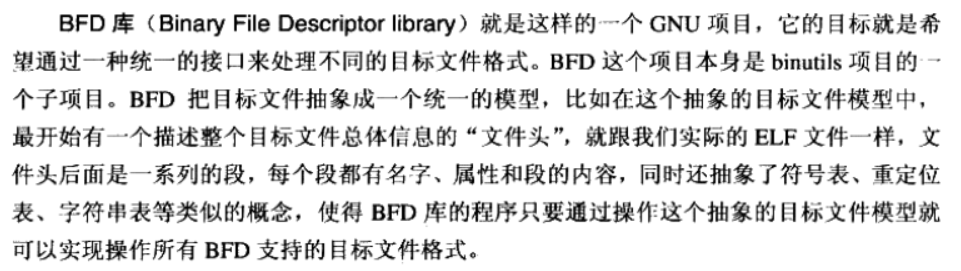 BFD 库（Binary File Descriptor library）就是这样的一个 GNU 项目，它的目标就是希
望通过一种统一的接口来处理不同的目标文件格式。BFD 这个项目本身是 binutils 项目的一
个子项目。BFD 把目标文件抽象成一个统一的模型，比如在这个抽象的目标文件模型中，
最开始有一个描述整个目标文件总体信息的“文件头”，就跟我们实际的 ELF 文件一样，文
件头后面是一系列的段，每个段都有名字、属性和段的内容，同时还抽象了符号表、重定位
表、字符串表等类似的概念，使得 BFD 库的程序只要通过操作这个抽象的目标文件模型就
可以实现操作所有 BFD 支持的目标文件格式。